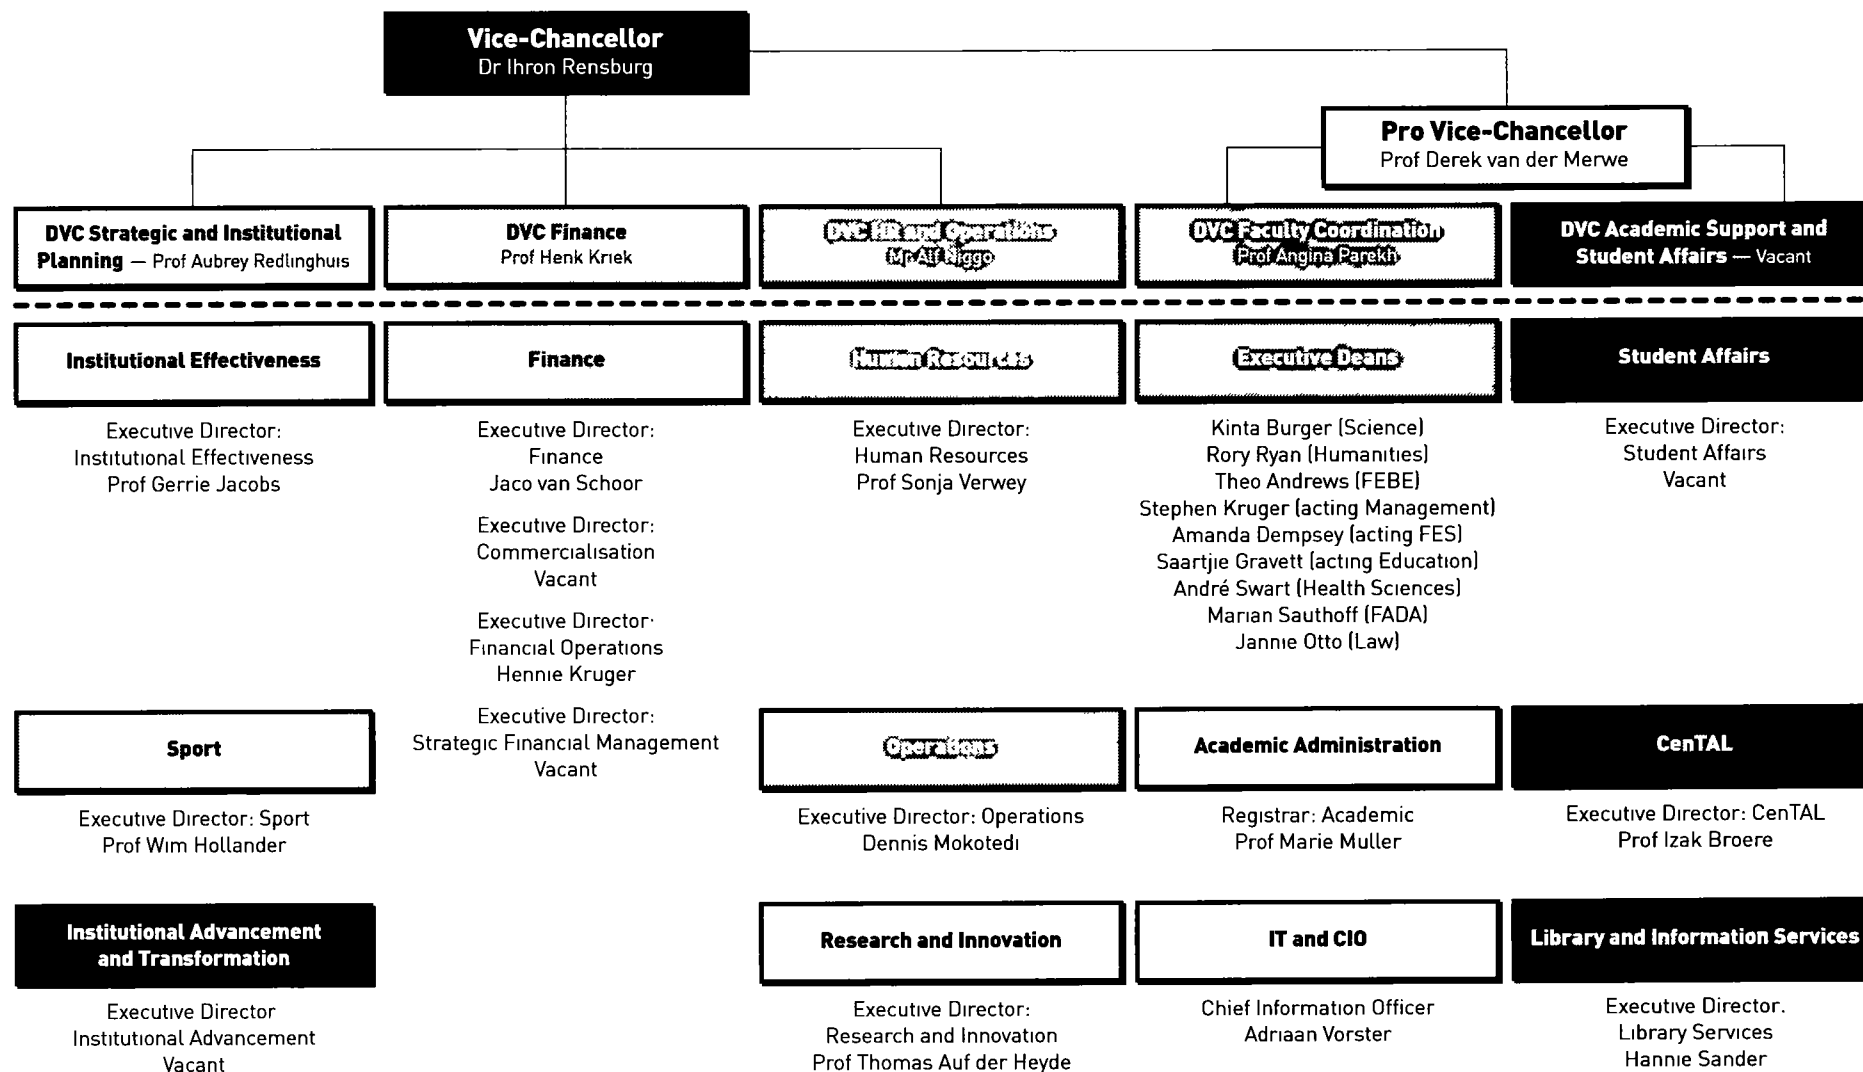 Vice-Chancellor
Dr Ihron Rensburg
Pro Vice-Chancellor
Prof Derek van der Merwe
DVC Strategic and Institutional
Planning — Prof Aubrey Redlinghuis
DVC Finance
Prof Henk Kriek
DVC HR and Operations
Mr Alf Niggo
DVC Faculty Coordination
Prof Angina Parekh
DVC Academic Support and
Student Affairs — Vacant
Institutional Effectiveness
Executive Director:
Institutional Effectiveness
Prof Gerrie Jacobs
Finance
Executive Director:
Finance
Jaco van Schoor
Executive Director:
Commercialisation
Vacant
Executive Director:
Financial Operations
Hennie Kruger
Executive Director:
Strategic Financial Management
Vacant
Human Resources
Executive Director:
Human Resources
Prof Sonja Verwey
Executive Deans
Kinta Burger (Science)
Rory Ryan (Humanities)
Theo Andrews (FEBE)
Stephen Kruger (acting Management)
Amanda Dempsey (acting FES)
Saartjie Gravett (acting Education)
André Swart (Health Sciences)
Marian Sauthoff (FADA)
Jannie Otto (Law)
Student Affairs
Executive Director:
Student Affairs
Vacant
Sport
Executive Director: Sport
Prof Wim Hollander
Operations
Executive Director: Operations
Dennis Mokotedi
Academic Administration
Registrar: Academic
Prof Marie Muller
CenTAL
Executive Director: CenTAL
Prof Izak Broere
Institutional Advancement
and Transformation
Executive Director
Institutional Advancement
Vacant
Research and Innovation
Executive Director:
Research and Innovation
Prof Thomas Auf der Heyde
IT and CIO
Chief Information Officer
Adriaan Vorster
Library and Information Services
Executive Director.
Library Services
Hannie Sander